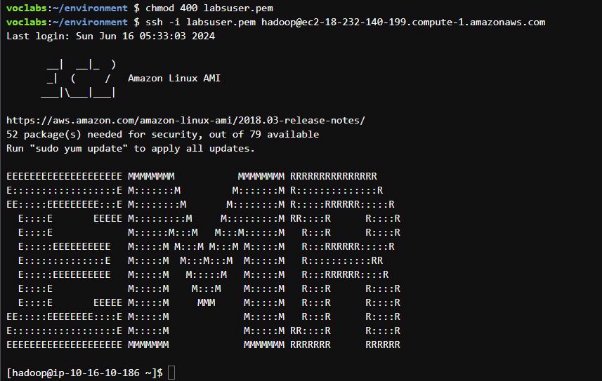 voclabs:~/environment $ chmod 400 labsuser.pem
voclabs:~/environment $ ssh -i labsuser.pem hadoop@ec2-18-232-140-199.compute-1.amazonaws.com
Last login: Sun Jun 16 05:33:03 2024

       __|  __|_  )
       _|  (     /   Amazon Linux AMI
      ___|\___|___|

https://aws.amazon.com/amazon-linux-ami/2018.03-release-notes/
52 package(s) needed for security, out of 79 available
Run "sudo yum update" to apply all updates.

EEEEEEEEEEEEEEEEEEEE MMMMMMMM           MMMMMMMM RRRRRRRRRRRRRRR
E::::::::::::::::::E M:::::::M         M:::::::M R::::::::::::::R
EE:::::EEEEEEEEE:::E M::::::::M       M::::::::M R:::::RRRRRR:::::R
  E::::E       EEEEE M:::::::::M     M:::::::::M RR::::R      R::::R
  E::::E             M::::::M:::M   M:::M::::::M   R:::R      R::::R
  E:::::EEEEEEEEEE   M:::::M M:::M M:::M M:::::M   R:::RRRRRR:::::R
  E::::::::::::::E   M:::::M  M:::M:::M  M:::::M   R:::::::::::RR
  E:::::EEEEEEEEEE   M:::::M   M:::::M   M:::::M   R:::RRRRRR::::R
  E::::E             M:::::M    M:::M    M:::::M   R:::R      R::::R
  E::::E       EEEEE M:::::M     MMM     M:::::M   R:::R      R::::R
EE:::::EEEEEEEE::::E M:::::M             M:::::M   R:::R      R::::R
E::::::::::::::::::E M:::::M             M:::::M RR::::R      R::::R
EEEEEEEEEEEEEEEEEEEE MMMMMMM             MMMMMMM RRRRRRR      RRRRRR

[hadoop@ip-10-16-10-186 ~]$